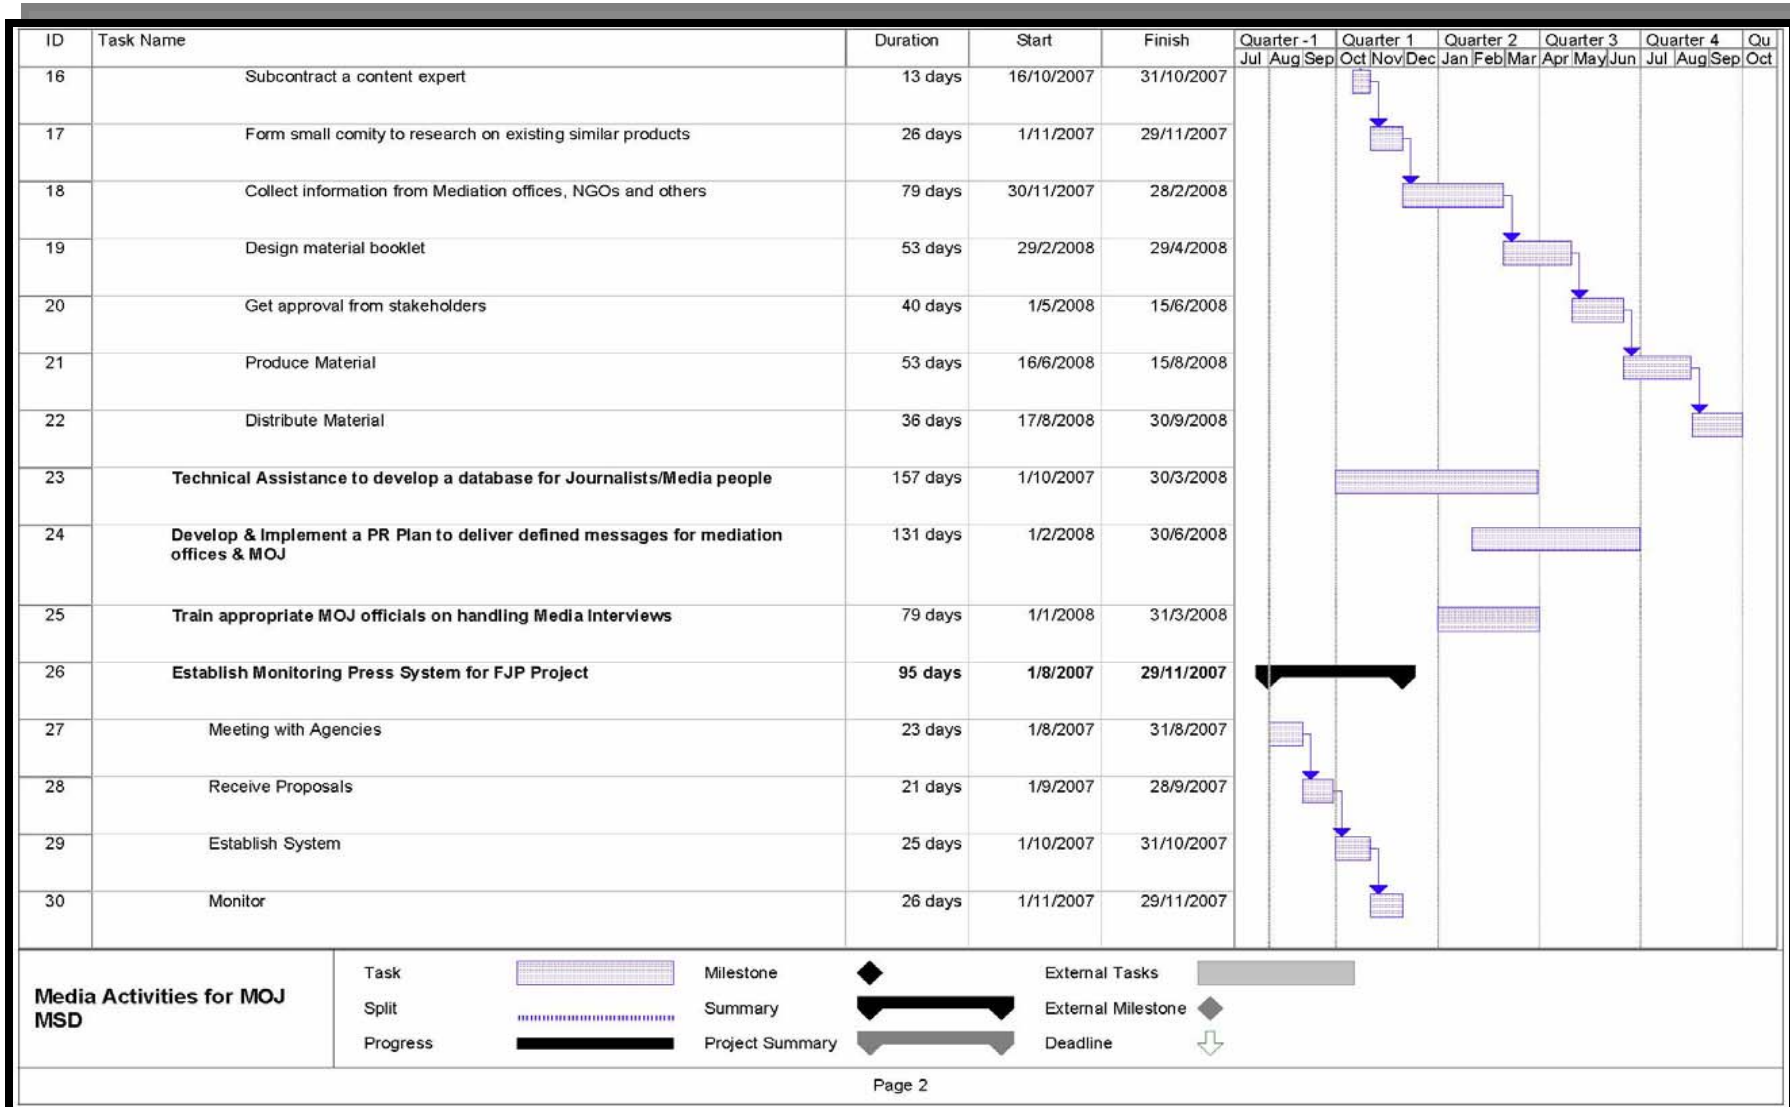 ID Task Name Duration Start Finish Quarter -1 Quarter 1 Quarter 2 Quarter 3 Quarter 4 Qu
Jul Aug Sep Oct Nov Dec Jan Feb Mar Apr May Jun Jul Aug Sep Oct
16 Subcontract a content expert 13 days 16/10/2007 31/10/2007
17 Form small comity to research on existing similar products 26 days 1/11/2007 29/11/2007
18 Collect information from Mediation offices, NGOs and others 79 days 30/11/2007 28/2/2008
19 Design material booklet 53 days 29/2/2008 29/4/2008
20 Get approval from stakeholders 40 days 1/5/2008 15/6/2008
21 Produce Material 53 days 16/6/2008 15/8/2008
22 Distribute Material 36 days 17/8/2008 30/9/2008
23 Technical Assistance to develop a database for Journalists/Media people 157 days 1/10/2007 30/3/2008
24 Develop & Implement a PR Plan to deliver defined messages for mediation 131 days 1/2/2008 30/6/2008
offices & MOJ
25 Train appropriate MOJ officials on handling Media Interviews 79 days 1/1/2008 31/3/2008
26 Establish Monitoring Press System for FJP Project 95 days 1/8/2007 29/11/2007
27 Meeting with Agencies 23 days 1/8/2007 31/8/2007
28 Receive Proposals 21 days 1/9/2007 28/9/2007
29 Establish System 25 days 1/10/2007 31/10/2007
30 Monitor 26 days 1/11/2007 29/11/2007
Media Activities for MOJ
MSD
Task Milestone External Tasks
Split Summary External Milestone
Progress Project Summary Deadline
Page 2